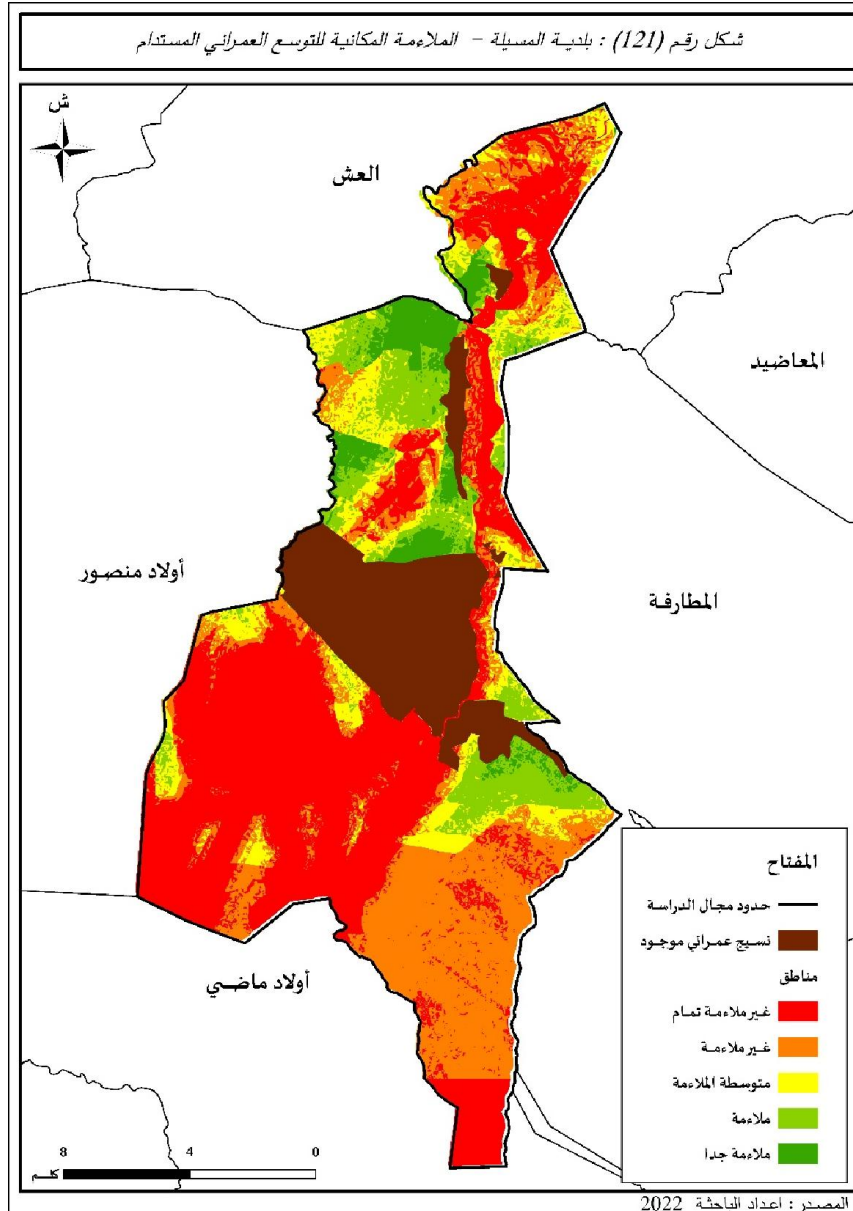 شكل رقم (121) : بلدية المسيلة - الملاءمة المكانية للتوسع العمراني المستدام
ش
العش
المعاضيد
أولاد منصور
المطارفة
أولاد ماضي
المفتاح
حدود مجال الدراسة
نسيج عمراني موجود
مناطق
غير ملاءمة تمام
غير ملاءمة
متوسطة الملاءمة
ملاءمة
ملاءمة جدا
8 4 0
كلم
المصدر : اعداد الباحثة 2022